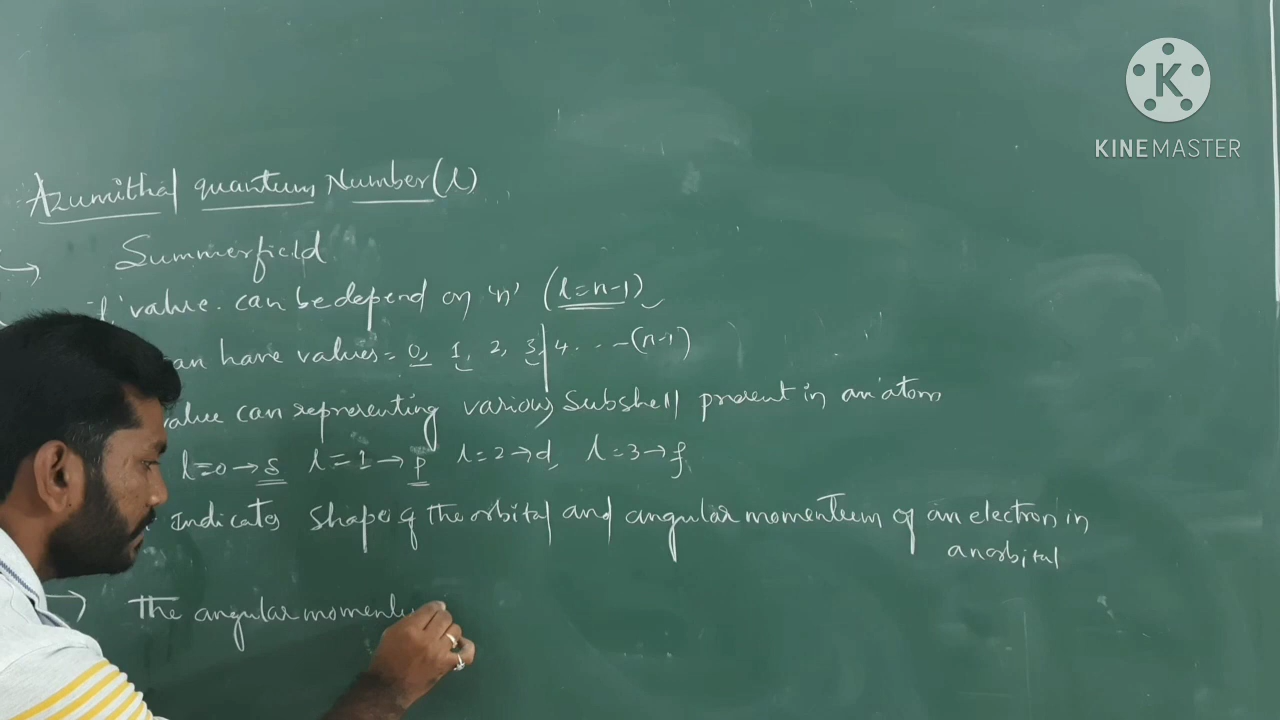 Azumithal quantum Number(l)
→ Summerfield
'l' value. can be depend on 'n' (l=n-1)
can have values = 0, 1, 2, 3, 4. . . -(n-1)
value can representing various Subshell present in an atom
l=0→s l=1→p l=2→d, l=3→f
Indicates Shape of the orbital and angular momentum of an electron in
an orbital
→ The angular momentu
K
KINEMASTER